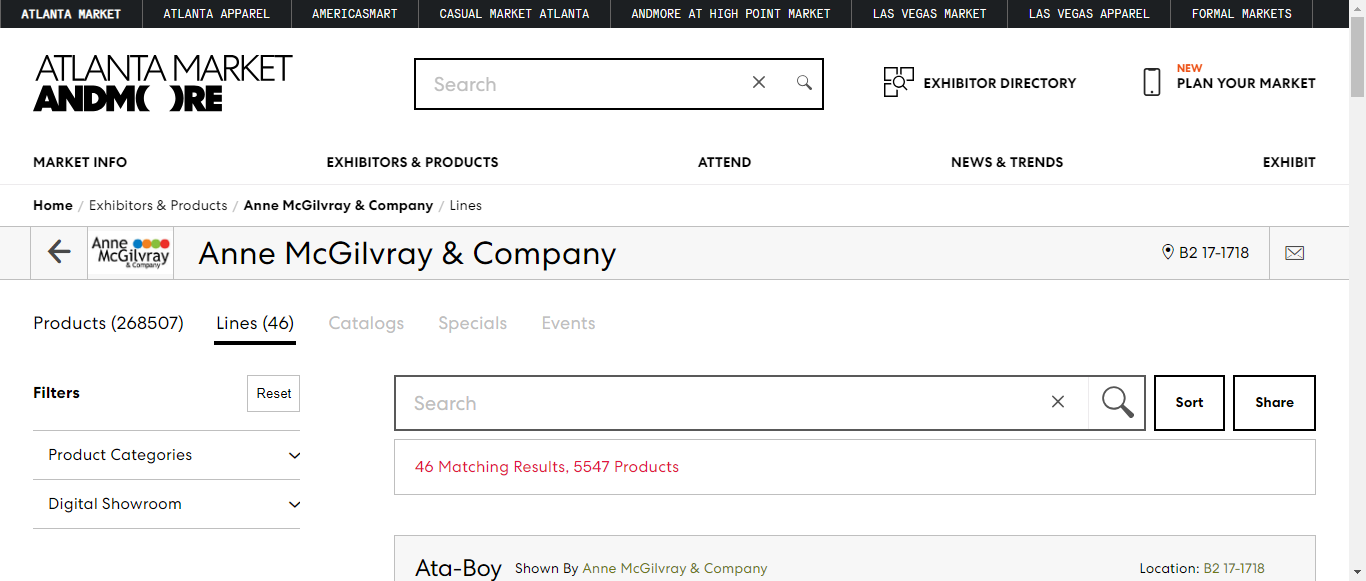 ATLANTA MARKET ATLANTA APPAREL AMERICASMART CASUAL MARKET ATLANTA ANDMORE AT HIGH POINT MARKET LAS VEGAS MARKET LAS VEGAS APPAREL FORMAL MARKETS
ATLANTA MARKET
ANDMORE
Search
EXHIBITOR DIRECTORY
NEW
PLAN YOUR MARKET
MARKET INFO EXHIBITORS & PRODUCTS ATTEND NEWS & TRENDS EXHIBIT
Home / Exhibitors & Products / Anne McGilvray & Company / Lines
Anne
McGilvray
& Company
Anne McGilvray & Company
B2 17-1718
Products (268507) Lines (46) Catalogs Specials Events
Filters
Reset
Search
Sort
Share
Product Categories
Digital Showroom
46 Matching Results, 5547 Products
Ata-Boy Shown By Anne McGilvray & Company Location: B2 17-1718